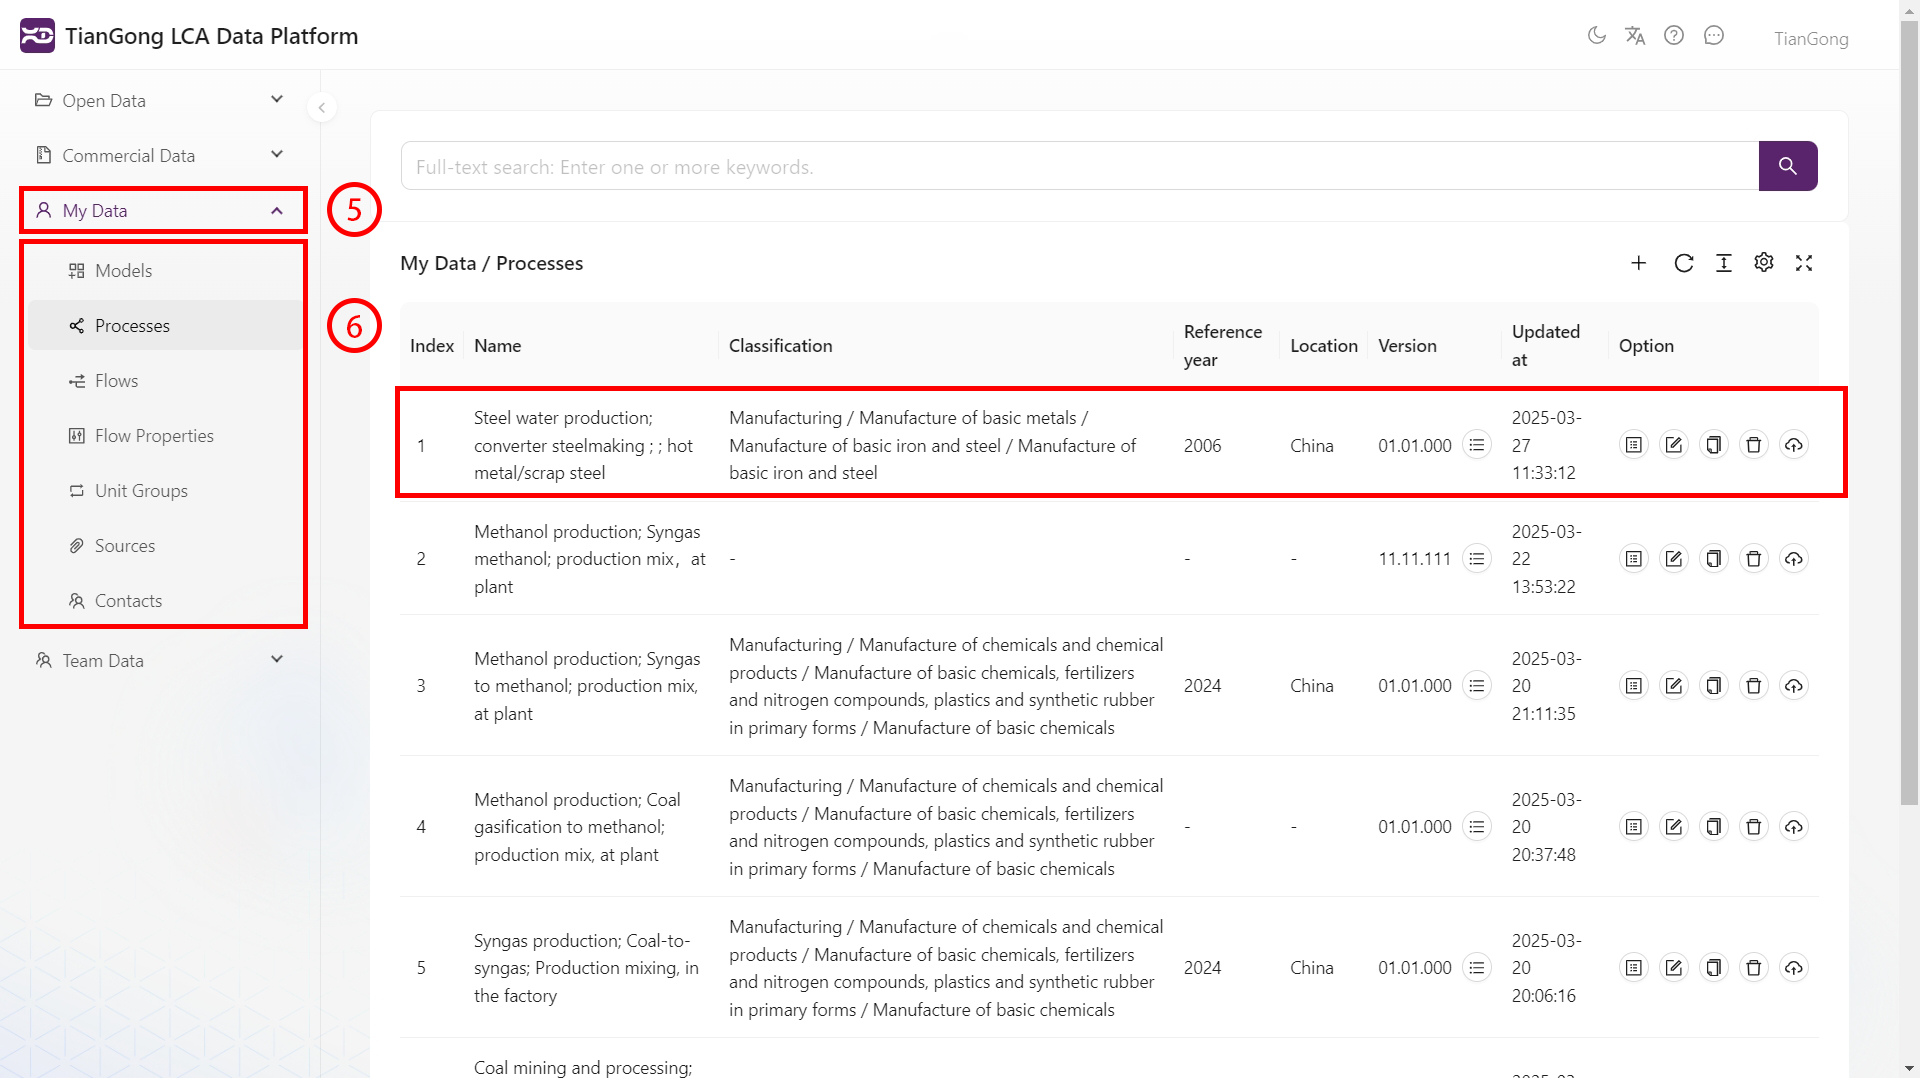 TianGong LCA Data Platform
TianGong
Open Data
Commercial Data
My Data
5
Models
Processes
6
Flows
Flow Properties
Unit Groups
Sources
Contacts
Team Data
Full-text search: Enter one or more keywords.
My Data / Processes
Index Name Classification Reference year Location Version Updated at Option
1
Steel water production;
converter steelmaking ; ; hot
metal/scrap steel
Manufacturing / Manufacture of basic metals /
Manufacture of basic iron and steel / Manufacture of
basic iron and steel
2006
China
01.01.000
2025-03-
27
11:33:12
2
Methanol production; Syngas
methanol; production mix，at
plant
-
-
-
11.11.111
2025-03-
22
13:53:22
3
Methanol production; Syngas
to methanol; production mix,
at plant
Manufacturing / Manufacture of chemicals and chemical
products / Manufacture of basic chemicals, fertilizers
and nitrogen compounds, plastics and synthetic rubber
in primary forms / Manufacture of basic chemicals
2024
China
01.01.000
2025-03-
20
21:11:35
4
Methanol production; Coal
gasification to methanol;
production mix, at plant
Manufacturing / Manufacture of chemicals and chemical
products / Manufacture of basic chemicals, fertilizers
and nitrogen compounds, plastics and synthetic rubber
in primary forms / Manufacture of basic chemicals
-
-
01.01.000
2025-03-
20
20:37:48
5
Syngas production; Coal-to-
syngas; Production mixing, in
the factory
Manufacturing / Manufacture of chemicals and chemical
products / Manufacture of basic chemicals, fertilizers
and nitrogen compounds, plastics and synthetic rubber
in primary forms / Manufacture of basic chemicals
2024
China
01.01.000
2025-03-
20
20:06:16
Coal mining and processing;